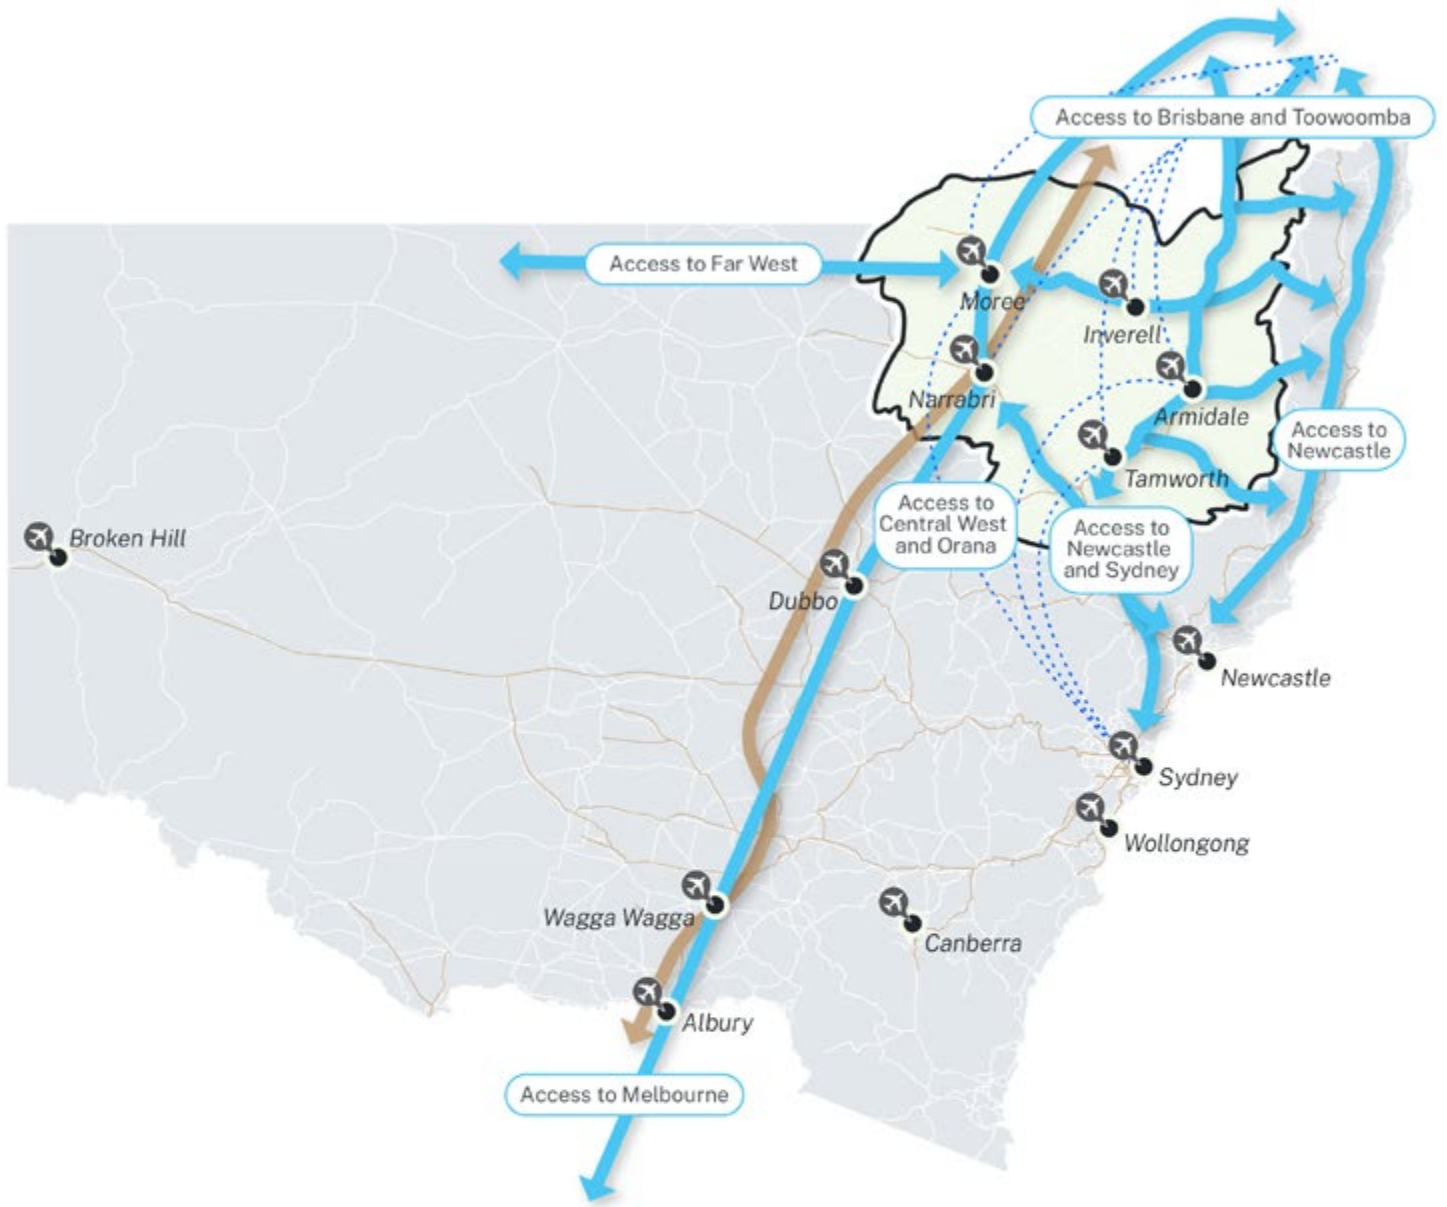 Access to Brisbane and Toowoomba
Access to Far West
Moree
Inverell
Narrabri
Armidale
Access to
Newcastle
Tamworth
Access to
Central West
and Orana
Access to
Newcastle
and Sydney
Broken Hill
Dubbo
Newcastle
Sydney
Wollongong
Wagga Wagga
Canberra
Albury
Access to Melbourne